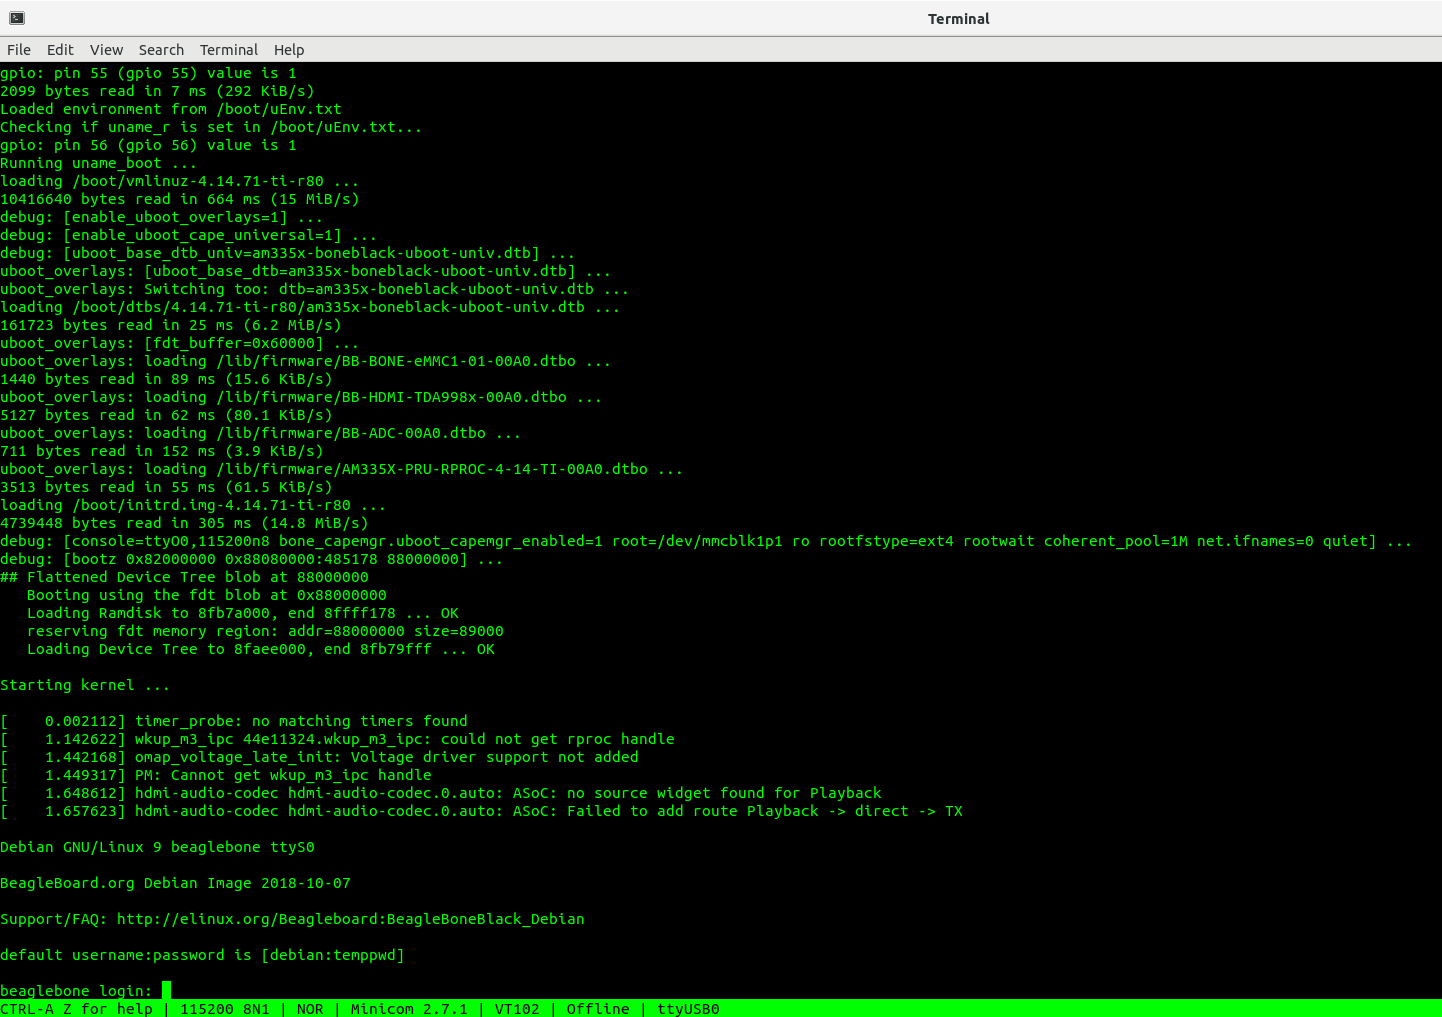 Terminal
File Edit View Search Terminal Help
gpio: pin 55 (gpio 55) value is 1
2099 bytes read in 7 ms (292 KiB/s)
Loaded environment from /boot/uEnv.txt
Checking if uname_r is set in /boot/uEnv.txt...
gpio: pin 56 (gpio 56) value is 1
Running uname_boot ...
loading /boot/vmlinuz-4.14.71-ti-r80 ...
10416640 bytes read in 664 ms (15 MiB/s)
debug: [enable_uboot_overlays=1] ...
debug: [enable_uboot_cape_universal=1] ...
debug: [uboot_base_dtb_univ=am335x-boneblack-uboot-univ.dtb] ...
uboot_overlays: [uboot_base_dtb=am335x-boneblack-uboot-univ.dtb] ...
uboot_overlays: Switching too: dtb=am335x-boneblack-uboot-univ.dtb ...
loading /boot/dtbs/4.14.71-ti-r80/am335x-boneblack-uboot-univ.dtb ...
161723 bytes read in 25 ms (6.2 MiB/s)
uboot_overlays: [fdt_buffer=0x60000] ...
uboot_overlays: loading /lib/firmware/BB-BONE-eMMC1-01-00A0.dtbo ...
1440 bytes read in 89 ms (15.6 KiB/s)
uboot_overlays: loading /lib/firmware/BB-HDMI-TDA998x-00A0.dtbo ...
5127 bytes read in 62 ms (80.1 KiB/s)
uboot_overlays: loading /lib/firmware/BB-ADC-00A0.dtbo ...
711 bytes read in 152 ms (3.9 KiB/s)
uboot_overlays: loading /lib/firmware/AM335X-PRU-RPROC-4-14-TI-00A0.dtbo ...
3513 bytes read in 55 ms (61.5 KiB/s)
loading /boot/initrd.img-4.14.71-ti-r80 ...
4739448 bytes read in 305 ms (14.8 MiB/s)
debug: [console=ttyO0,115200n8 bone_capemgr.uboot_capemgr_enabled=1 root=/dev/mmcblk1p1 ro rootfstype=ext4 rootwait coherent_pool=1M net.ifnames=0 quiet] ...
debug: [bootz 0x82000000 0x88080000:485178 88000000] ...
## Flattened Device Tree blob at 88000000
   Booting using the fdt blob at 0x88000000
   Loading Ramdisk to 8fb7a000, end 8ffff178 ... OK
   reserving fdt memory region: addr=88000000 size=89000
   Loading Device Tree to 8faee000, end 8fb79fff ... OK
Starting kernel ...
[    0.002112] timer_probe: no matching timers found
[    1.142622] wkup_m3_ipc 44e11324.wkup_m3_ipc: could not get rproc handle
[    1.442168] omap_voltage_late_init: Voltage driver support not added
[    1.449317] PM: Cannot get wkup_m3_ipc handle
[    1.648612] hdmi-audio-codec hdmi-audio-codec.0.auto: ASoC: no source widget found for Playback
[    1.657623] hdmi-audio-codec hdmi-audio-codec.0.auto: ASoC: Failed to add route Playback -> direct -> TX
Debian GNU/Linux 9 beaglebone ttyS0
BeagleBoard.org Debian Image 2018-10-07
Support/FAQ: http://elinux.org/Beagleboard:BeagleBoneBlack_Debian
default username:password is [debian:temppwd]
beaglebone login:
CTRL-A Z for help | 115200 8N1 | NOR | Minicom 2.7.1 | VT102 | Offline | ttyUSB0